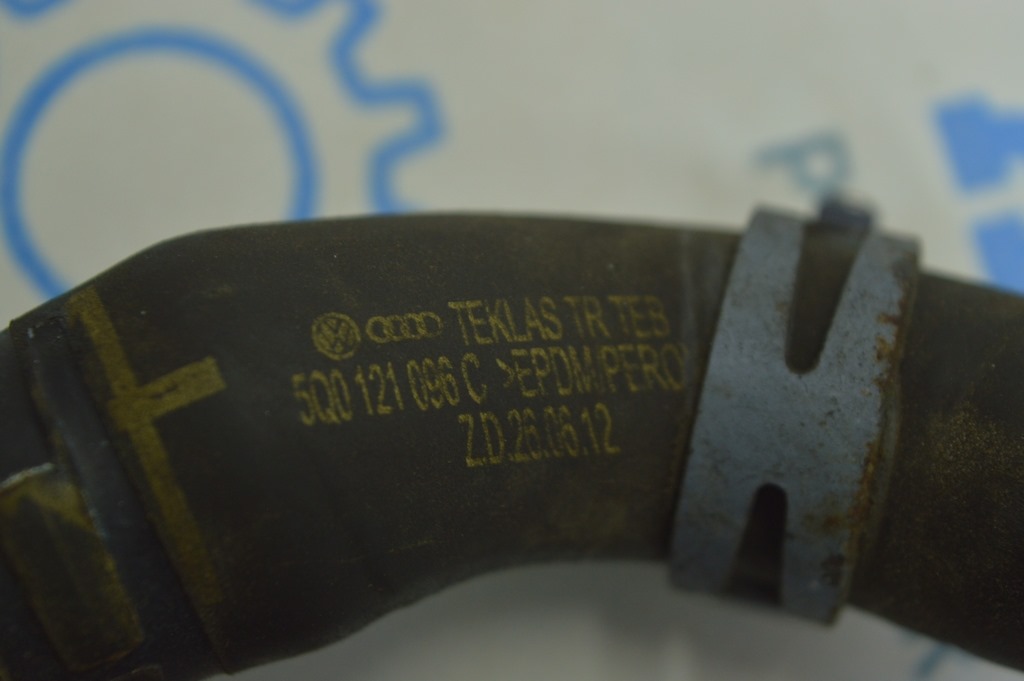 TEKLAS TR TEB
5Q0 121 096 C >EPDM/PERO
Z.D.26.06.12
P